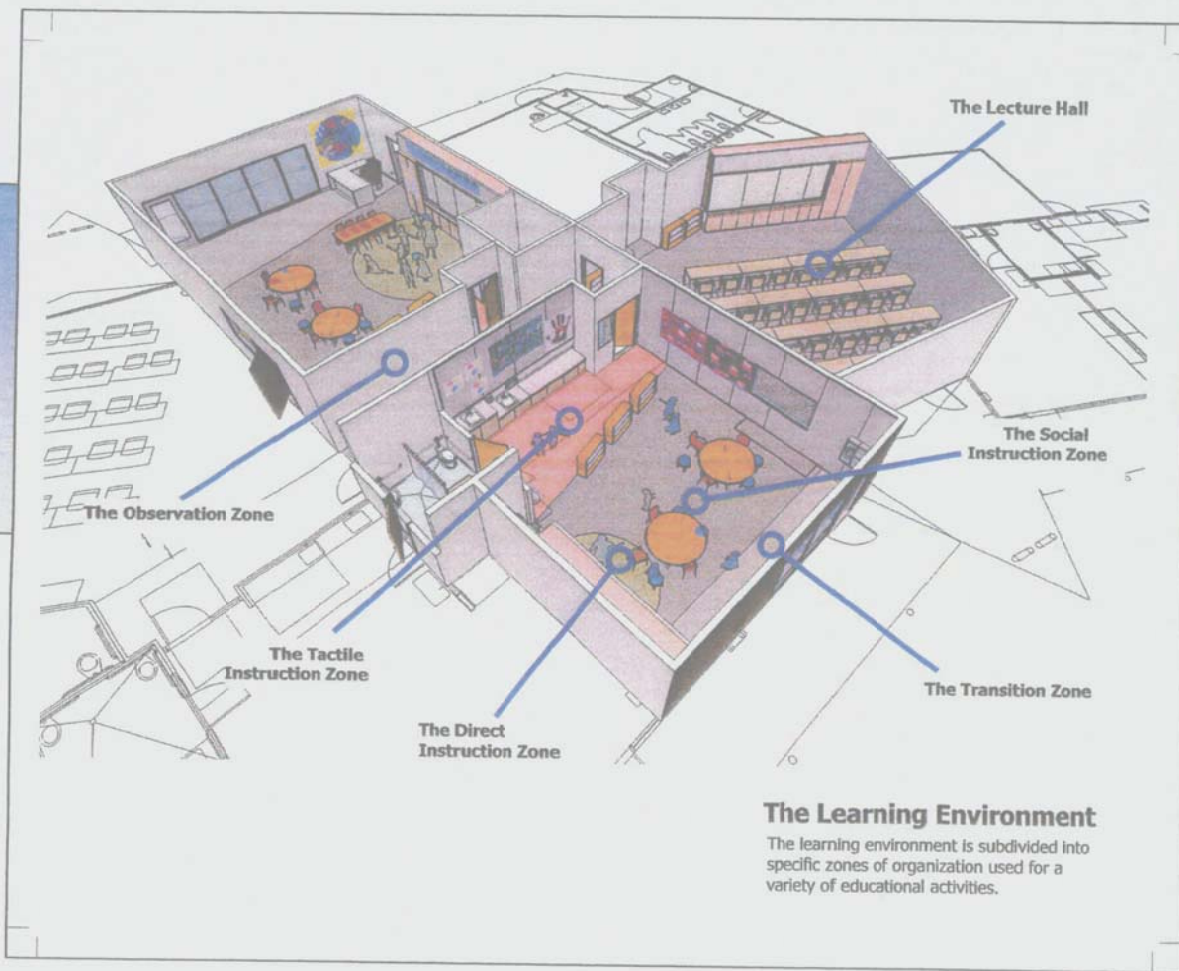 The Lecture Hall
The Social
Instruction Zone
The Observation Zone
The Tactile
Instruction Zone
The Transition Zone
The Direct
Instruction Zone
The Learning Environment
The learning environment is subdivided into
specific zones of organization used for a
variety of educational activities.